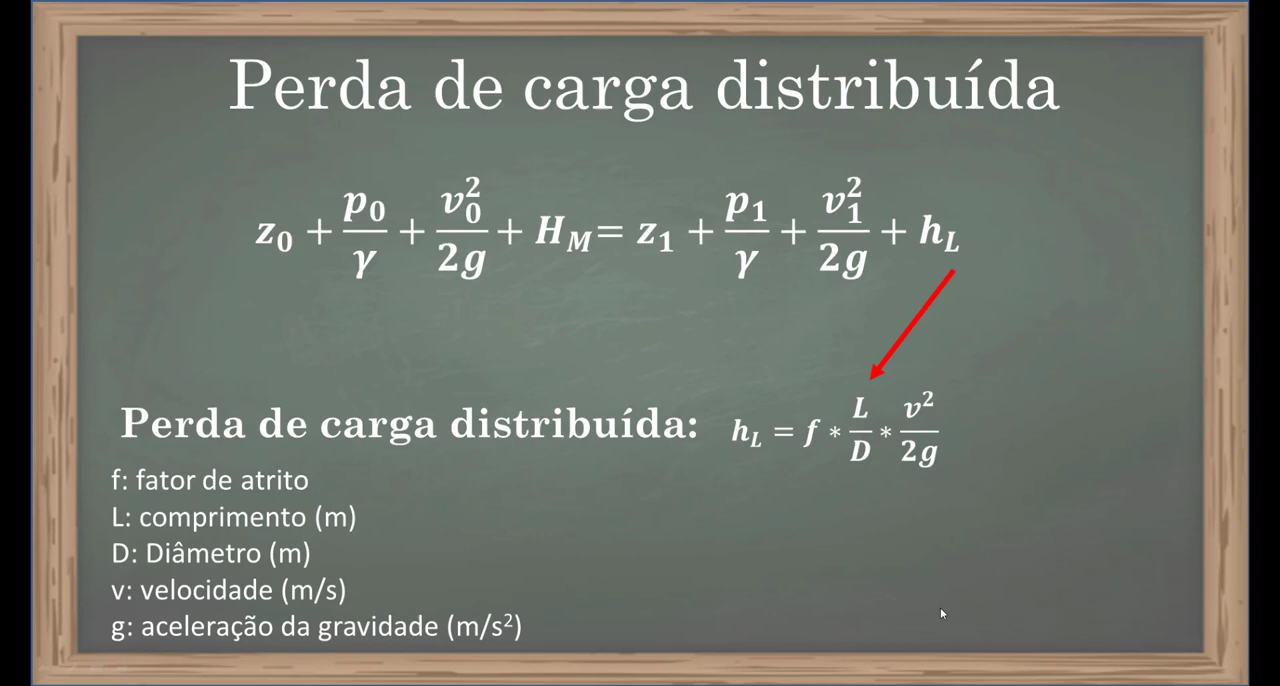 Perda de carga distribuída
z₀ + p₀/γ + v₀²/2g + H_M = z₁ + p₁/γ + v₁²/2g + h_L
Perda de carga distribuída: h_L = f * L/D * v²/2g
f: fator de atrito
L: comprimento (m)
D: Diâmetro (m)
v: velocidade (m/s)
g: aceleração da gravidade (m/s²)